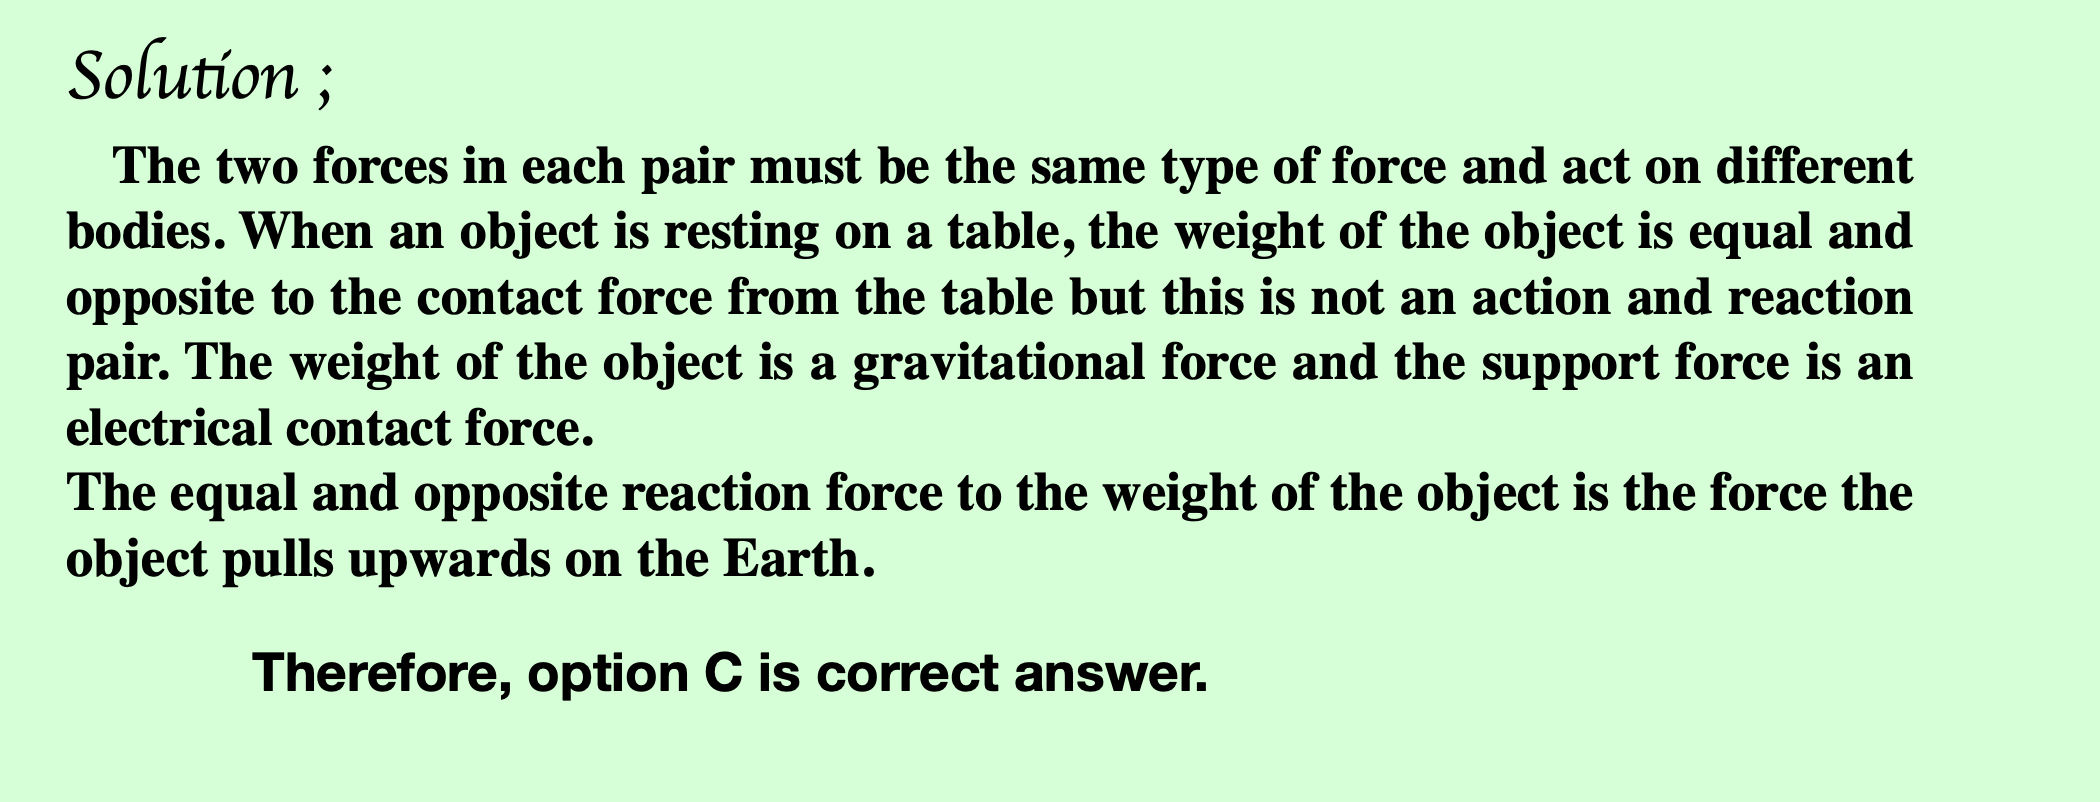 Solution ;
The two forces in each pair must be the same type of force and act on different
bodies. When an object is resting on a table, the weight of the object is equal and
opposite to the contact force from the table but this is not an action and reaction
pair. The weight of the object is a gravitational force and the support force is an
electrical contact force.
The equal and opposite reaction force to the weight of the object is the force the
object pulls upwards on the Earth.
Therefore, option C is correct answer.